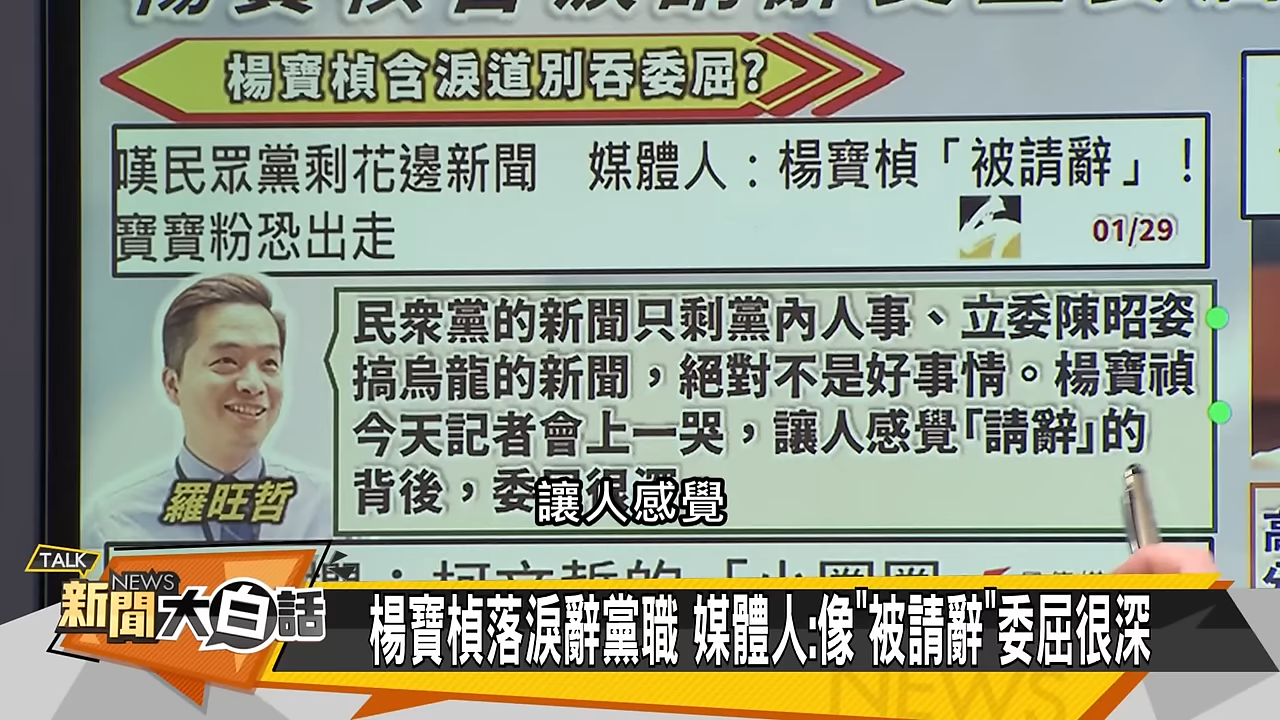 楊寶楨含淚道別吞委屈?
嘆民眾黨剩花邊新聞 媒體人:楊寶楨「被請辭」!
寶寶粉恐出走
01/29
民眾黨的新聞只剩黨內人事、立委陳昭姿
搞烏龍的新聞,絕對不是好事情。楊寶禎
今天記者會上一哭,讓人感覺「請辭」的
背後,委屈很深
羅旺哲
讓人感覺
TALK
NEWS
新聞大白話
楊寶楨落淚辭黨職 媒體人:像"被請辭"委屈很深
NEWS